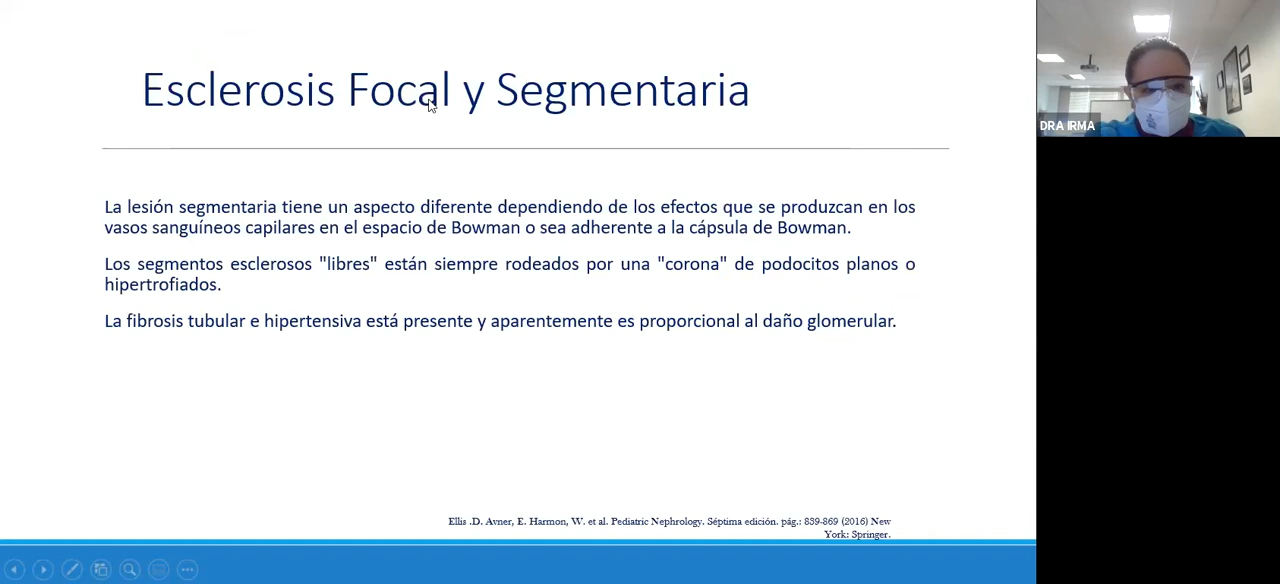 Esclerosis Focal y Segmentaria
DRA IRMA
La lesión segmentaria tiene un aspecto diferente dependiendo de los efectos que se produzcan en los
vasos sanguíneos capilares en el espacio de Bowman o sea adherente a la cápsula de Bowman.
Los segmentos esclerosos "libres" están siempre rodeados por una "corona" de podocitos planos o
hipertrofiados.
La fibrosis tubular e hipertensiva está presente y aparentemente es proporcional al daño glomerular.
Ellis .D. Avner, E. Harmon, W. et al. Pediatric Nephrology. Séptima edición. pág.: 839-869 (2016) New
York: Springer.